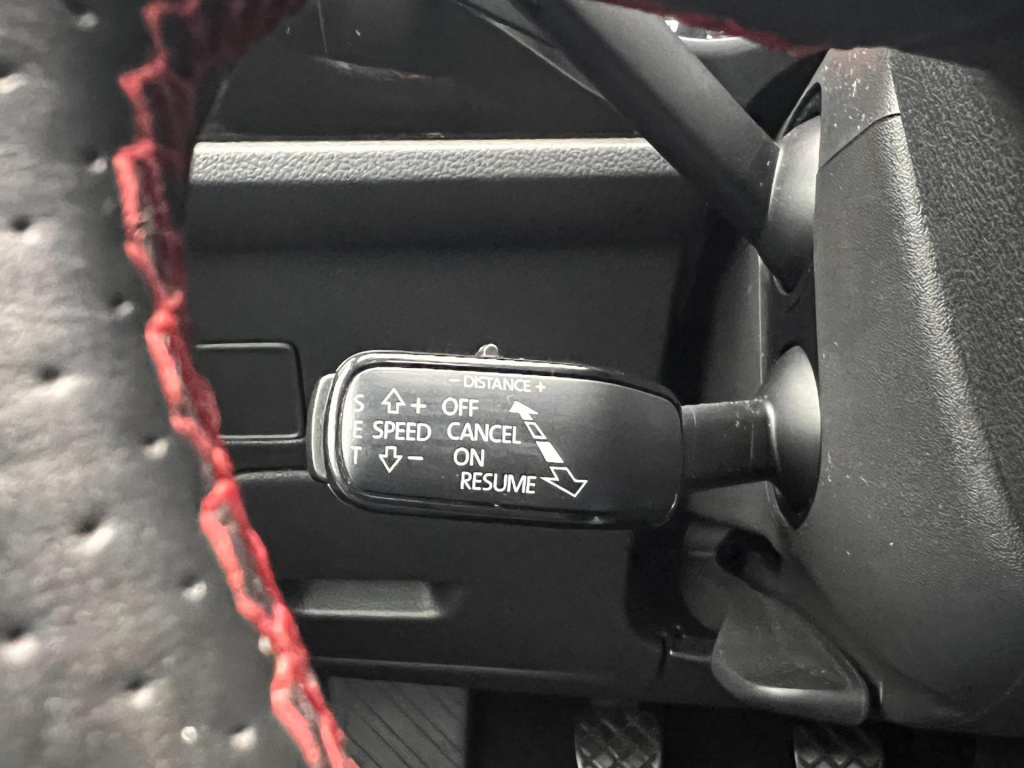 – DISTANCE +
S ⇧ + OFF
E SPEED CANCEL
T ⇩ – ON
RESUME